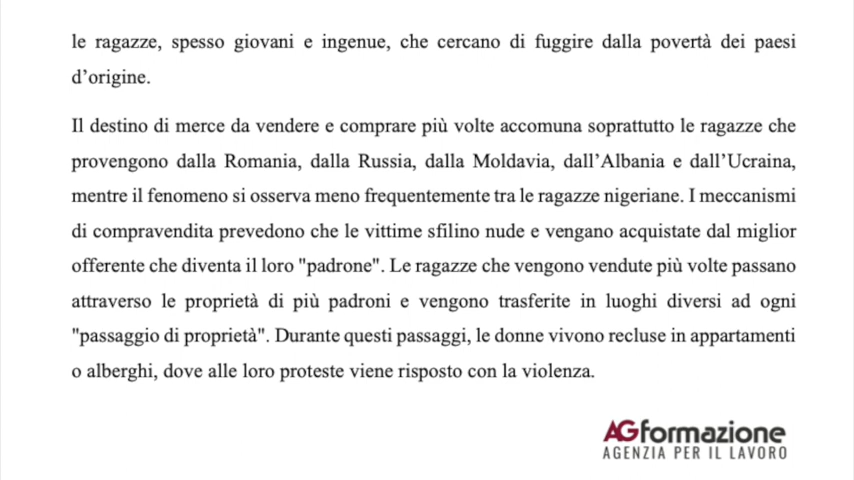 le ragazze, spesso giovani e ingenue, che cercano di fuggire dalla povertà dei paesi
d’origine.
Il destino di merce da vendere e comprare più volte accomuna soprattutto le ragazze che
provengono dalla Romania, dalla Russia, dalla Moldavia, dall’Albania e dall’Ucraina,
mentre il fenomeno si osserva meno frequentemente tra le ragazze nigeriane. I meccanismi
di compravendita prevedono che le vittime sfilino nude e vengano acquistate dal miglior
offerente che diventa il loro "padrone". Le ragazze che vengono vendute più volte passano
attraverso le proprietà di più padroni e vengono trasferite in luoghi diversi ad ogni
"passaggio di proprietà". Durante questi passaggi, le donne vivono recluse in appartamenti
o alberghi, dove alle loro proteste viene risposto con la violenza.
AGformazione
AGENZIA PER IL LAVORO